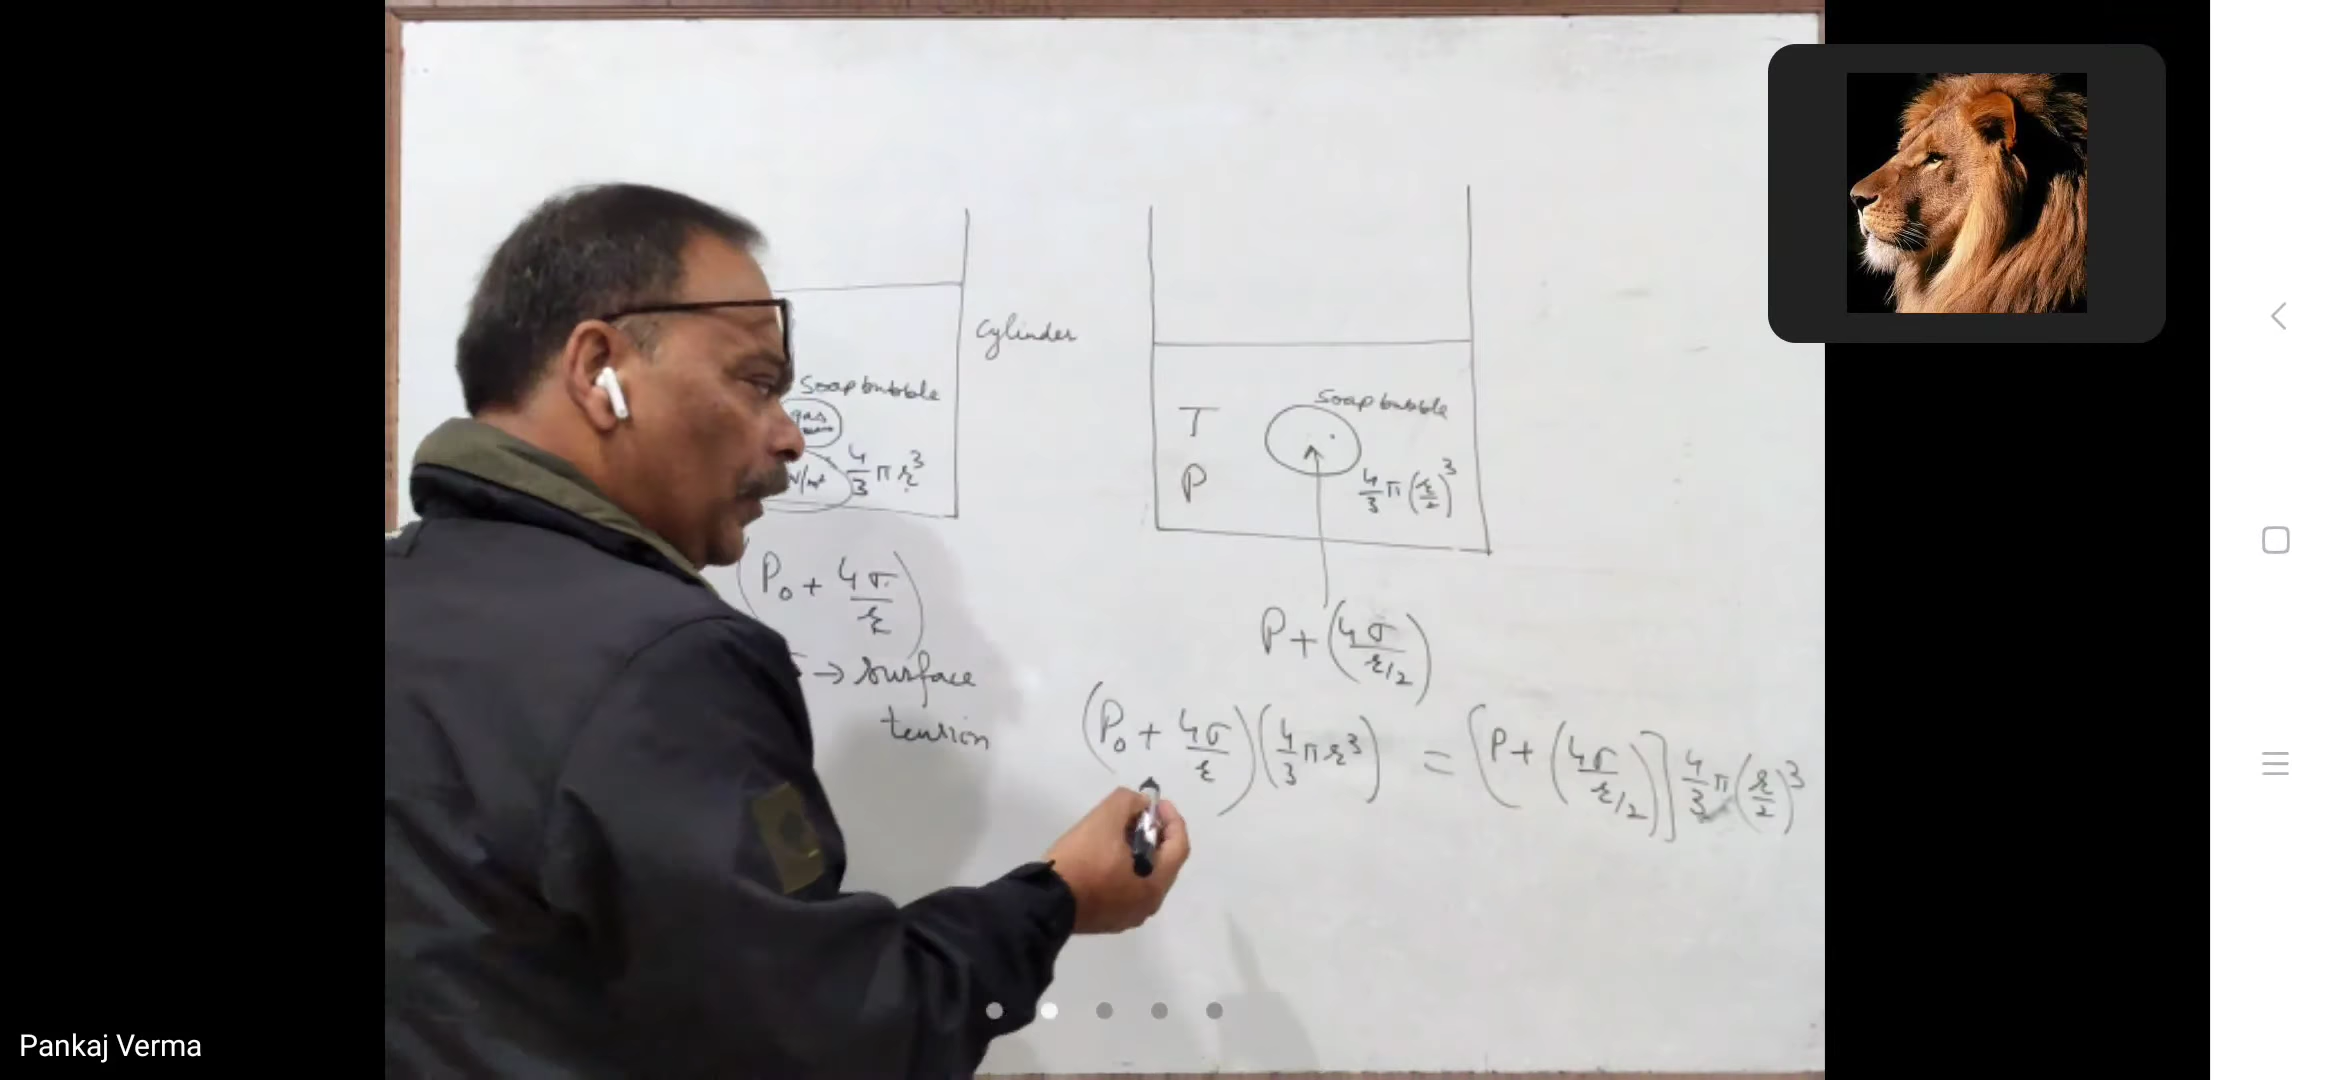 Cylinder
Soap bubble
gas
N/m²
4/3 π r³
(P₀ + 4σ/r)
→ surface
tension
Soap bubble
T
P
4/3 π (r/2)³
P + (4σ/r/2)
(P₀ + 4σ/r)(4/3 π r³) = [P + (4σ/r/2)] 4/3 π (r/2)³
Pankaj Verma